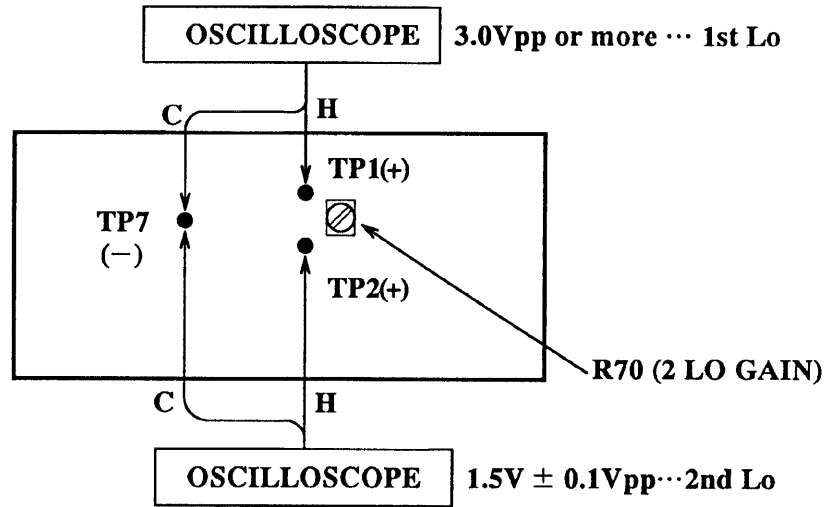 OSCILLOSCOPE 3.0Vpp or more ··· 1st Lo
C H
TP1(+)
TP7
(−)
TP2(+)
R70 (2 LO GAIN)
C H
OSCILLOSCOPE 1.5V ± 0.1Vpp···2nd Lo